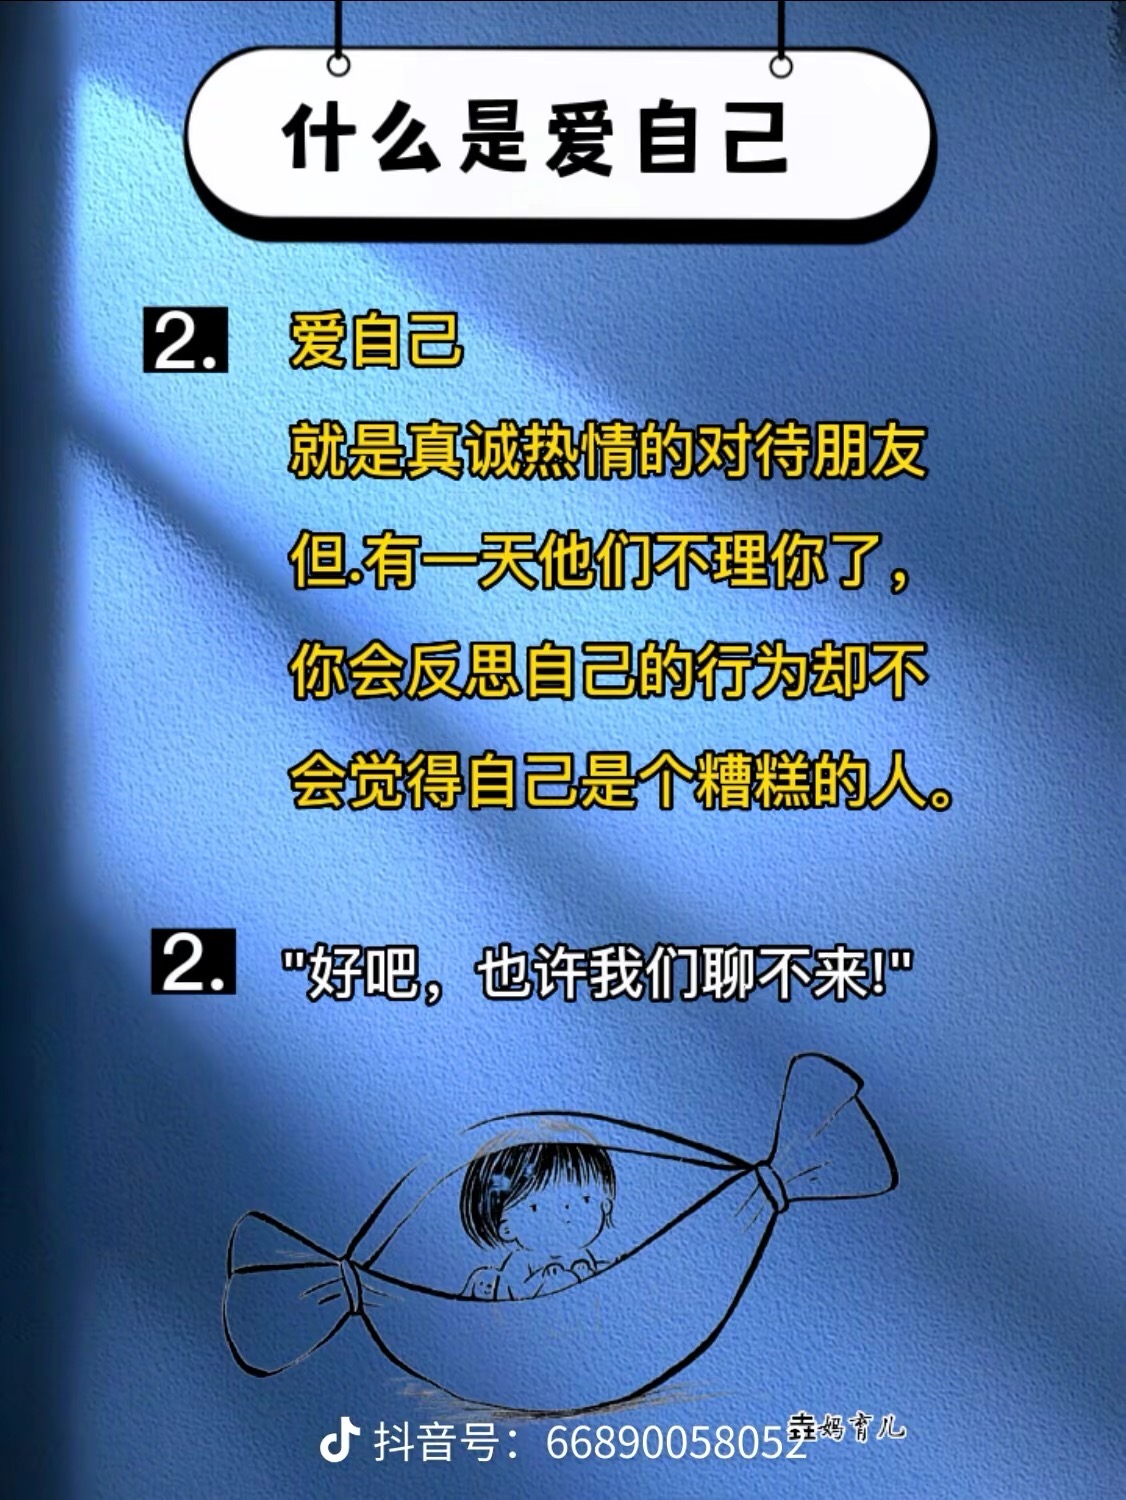 什么是爱自己
2. 爱自己
就是真诚热情的对待朋友
但.有一天他们不理你了，
你会反思自己的行为却不
会觉得自己是个糟糕的人。
2. "好吧，也许我们聊不来!"
抖音号：66890058052
壵妈育儿